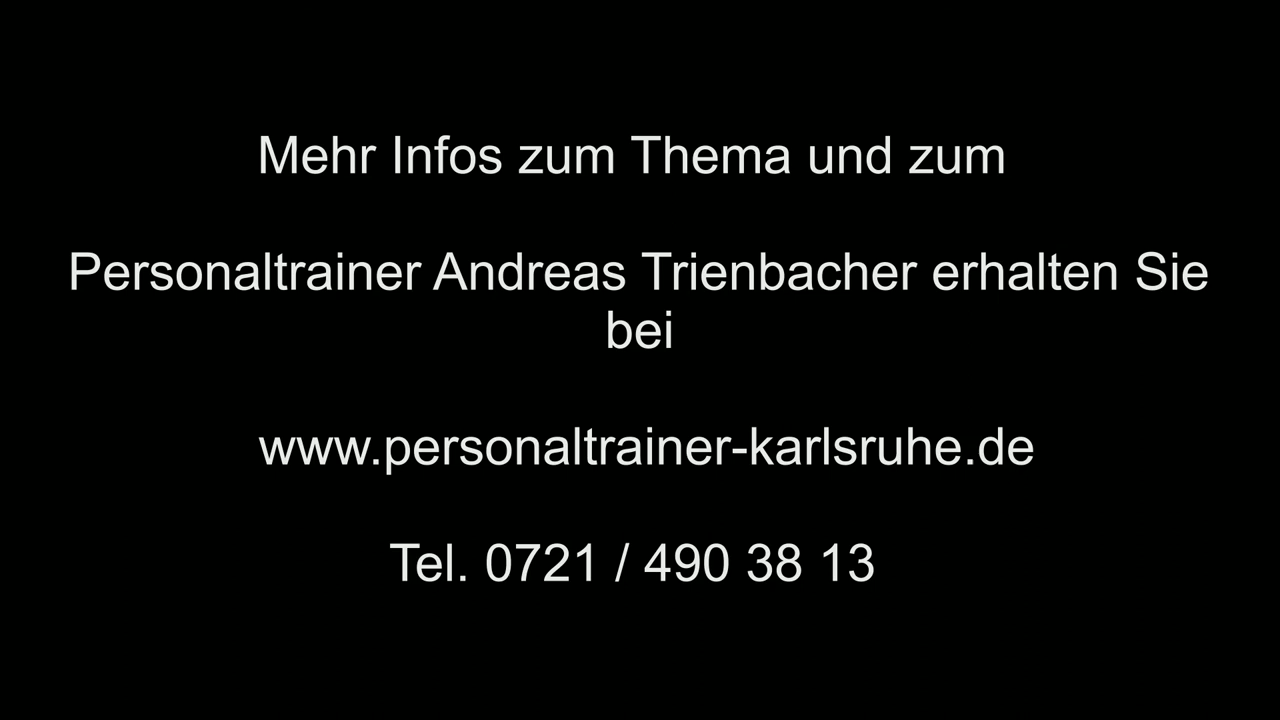 Mehr Infos zum Thema und zum
Personaltrainer Andreas Trienbacher erhalten Sie
bei
www.personaltrainer-karlsruhe.de
Tel. 0721 / 490 38 13